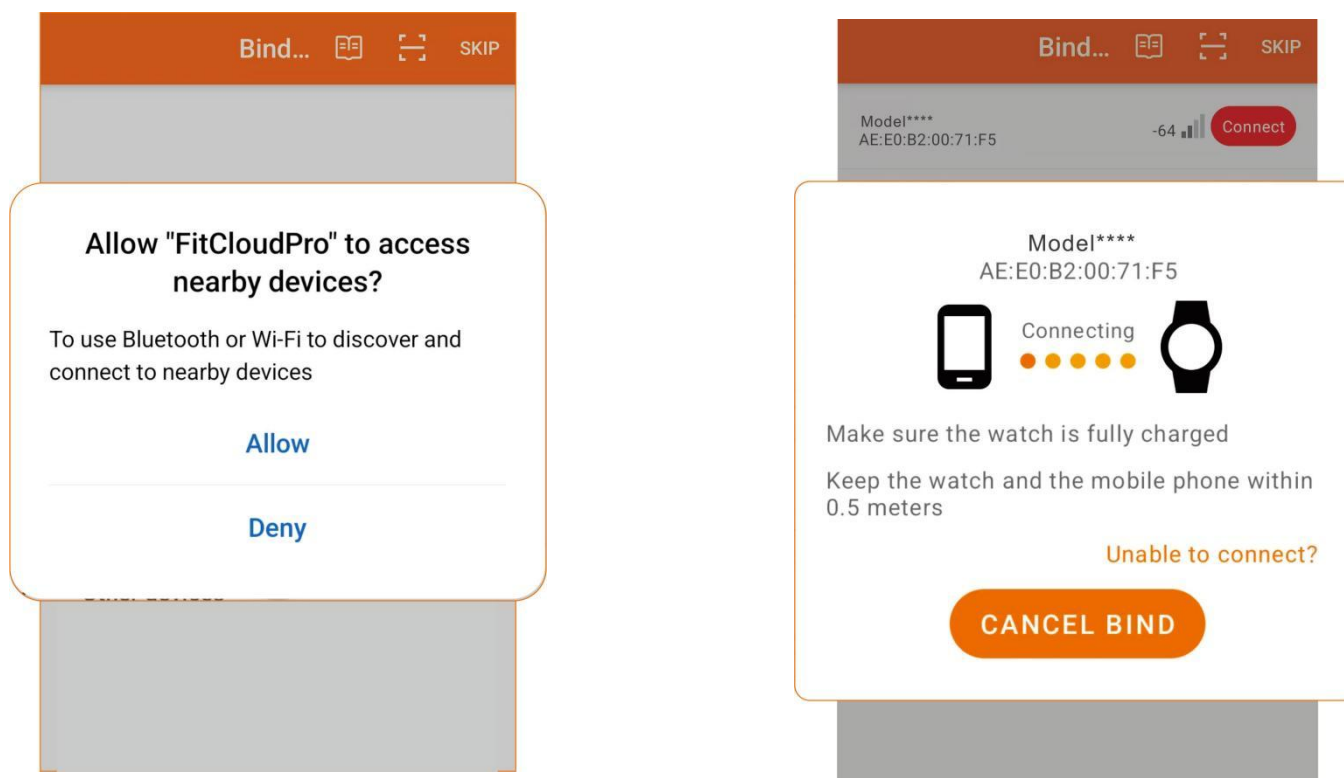 Bind...
SKIP
Allow "FitCloudPro" to access
nearby devices?
To use Bluetooth or Wi-Fi to discover and
connect to nearby devices
Allow
Deny
Bind...
SKIP
Model****
AE:E0:B2:00:71:F5
-64
Connect
Model****
AE:E0:B2:00:71:F5
Connecting
Make sure the watch is fully charged
Keep the watch and the mobile phone within
0.5 meters
Unable to connect?
CANCEL BIND